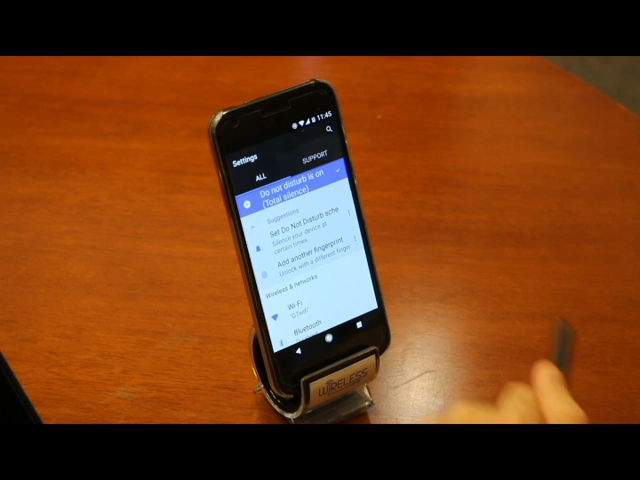 11:45
Settings
ALL SUPPORT
Do not disturb is on
(Total silence)
Suggestions
Set Do Not Disturb sche
Silence your device at
certain times
Add another fingerprint
Unlock with a different finger
Wireless & networks
Wi-Fi
Bluetooth
WIRELESS